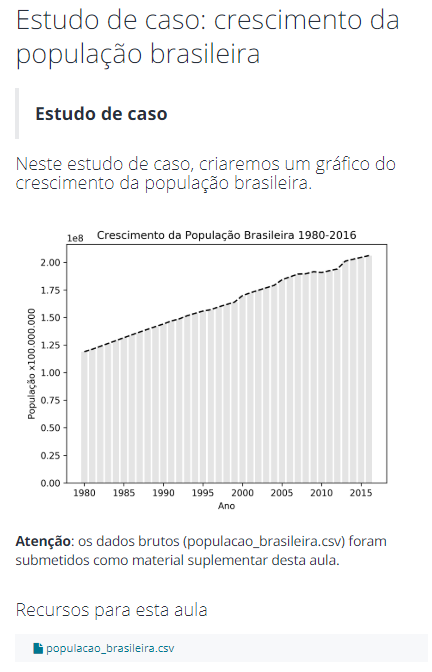 Estudo de caso: crescimento da
população brasileira
Estudo de caso
Neste estudo de caso, criaremos um gráfico do
crescimento da população brasileira.
1e8
Crescimento da População Brasileira 1980-2016
2.00
1.75
1.50
1.25
1.00
0.75
0.50
0.25
0.00
População x100.000.000
1980 1985 1990 1995 2000 2005 2010 2015
Ano
Atenção: os dados brutos (populacao_brasileira.csv) foram
submetidos como material suplementar desta aula.
Recursos para esta aula
populacao_brasileira.csv